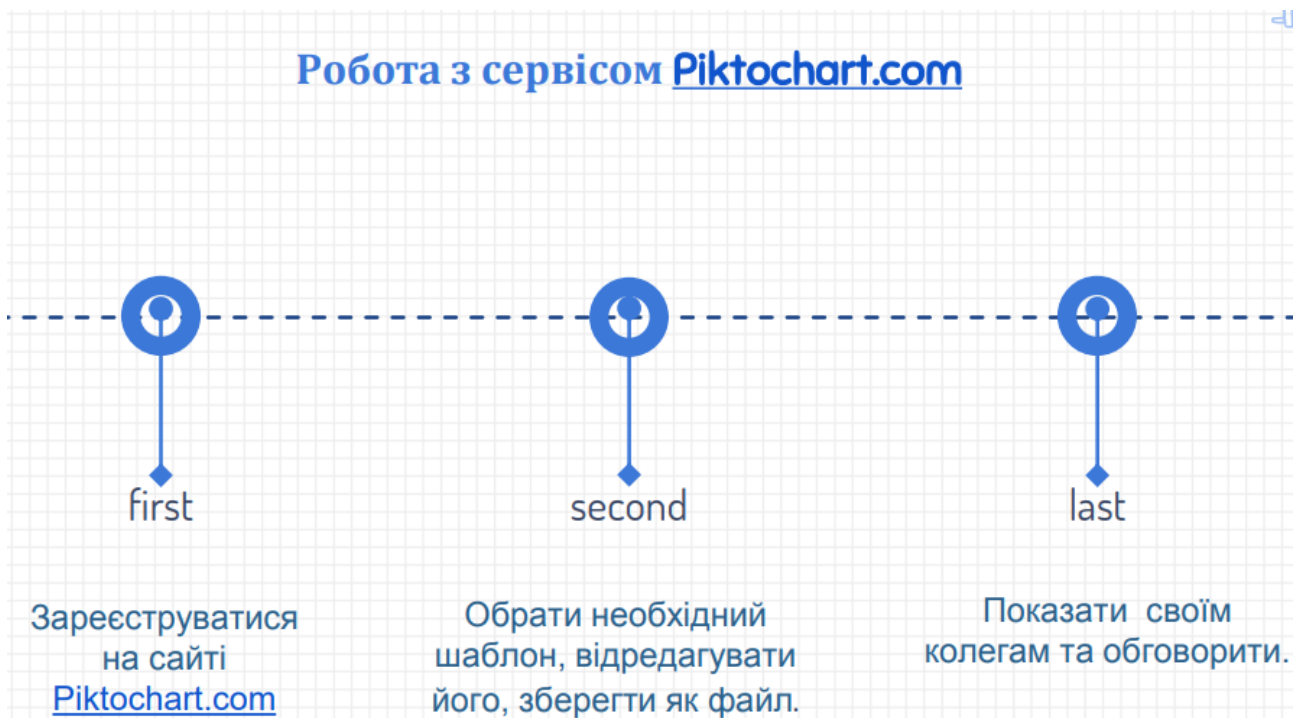 Робота з сервісом Piktochart.com
first
second
last
Зареєструватися
на сайті
Piktochart.com
Обрати необхідний
шаблон, відредагувати
його, зберегти як файл.
Показати своїм
колегам та обговорити.